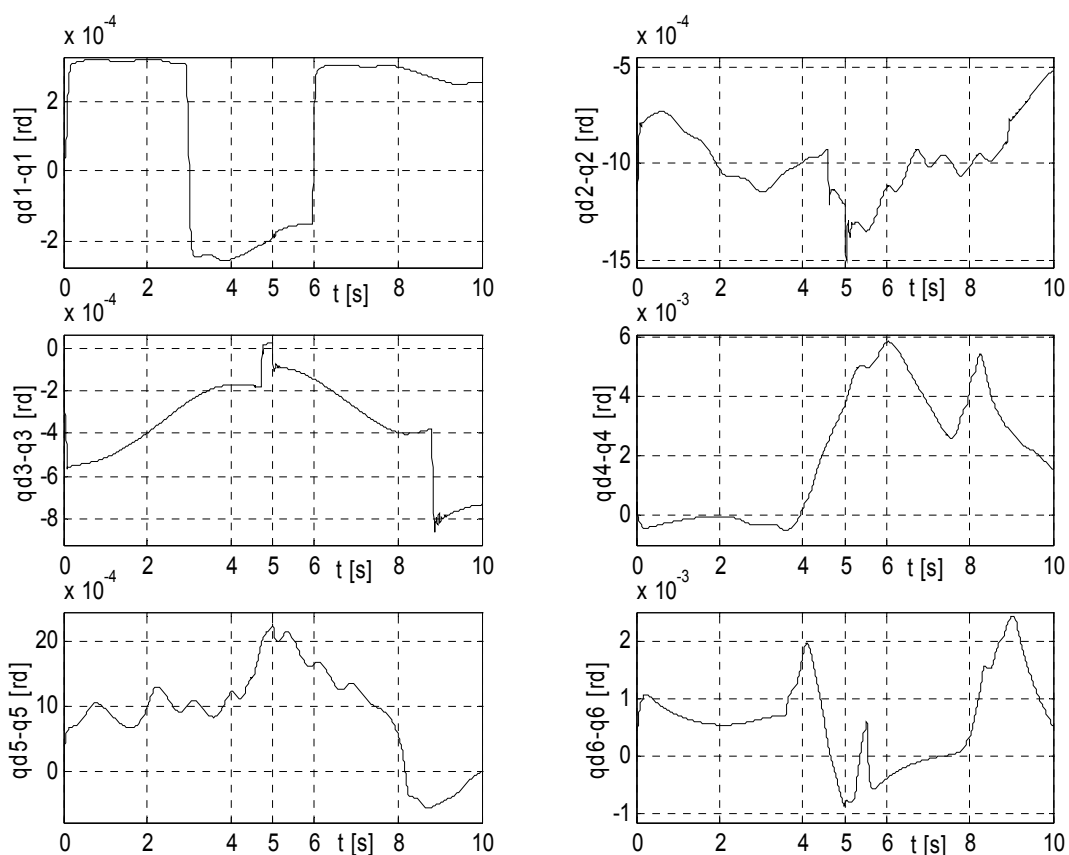 x 10-4
qd1-q1 [rd]
2
0
-2
0 2 4 5 6 8 10
t [s]
x 10-4
qd2-q2 [rd]
-5
-10
-15
0 2 4 5 6 8 10
t [s]
x 10-4
qd3-q3 [rd]
0
-2
-4
-6
-8
0 2 4 5 6 8 10
t [s]
x 10-3
qd4-q4 [rd]
6
4
2
0
0 2 4 5 6 8 10
t [s]
x 10-4
qd5-q5 [rd]
20
10
0
0 2 4 5 6 8 10
t [s]
x 10-3
qd6-q6 [rd]
2
1
0
-1
0 2 4 5 6 8 10
t [s]